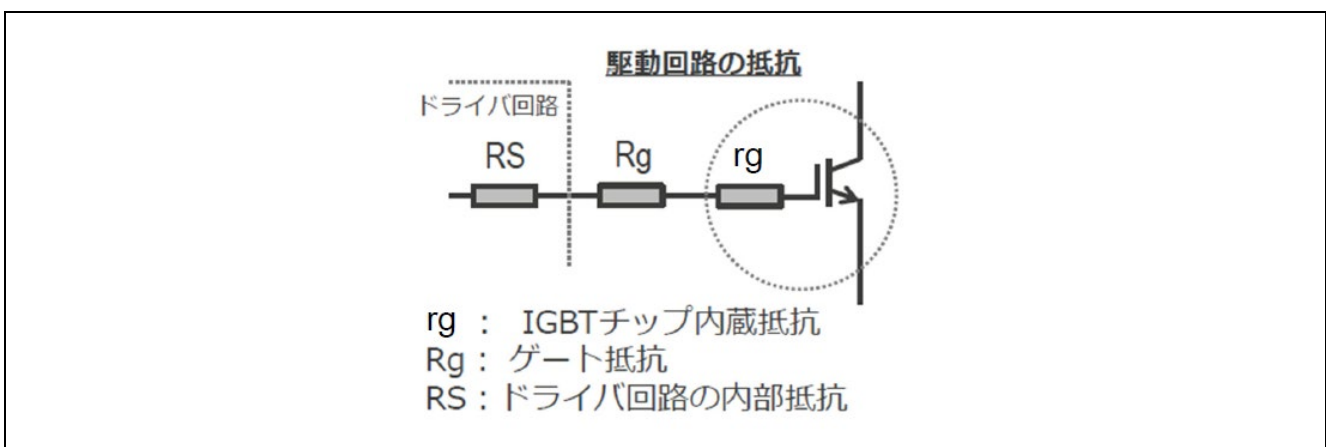 駆動回路の抵抗
ドライバ回路
RS
Rg
rg
rg : IGBTチップ内蔵抵抗
Rg : ゲート抵抗
RS : ドライバ回路の内部抵抗